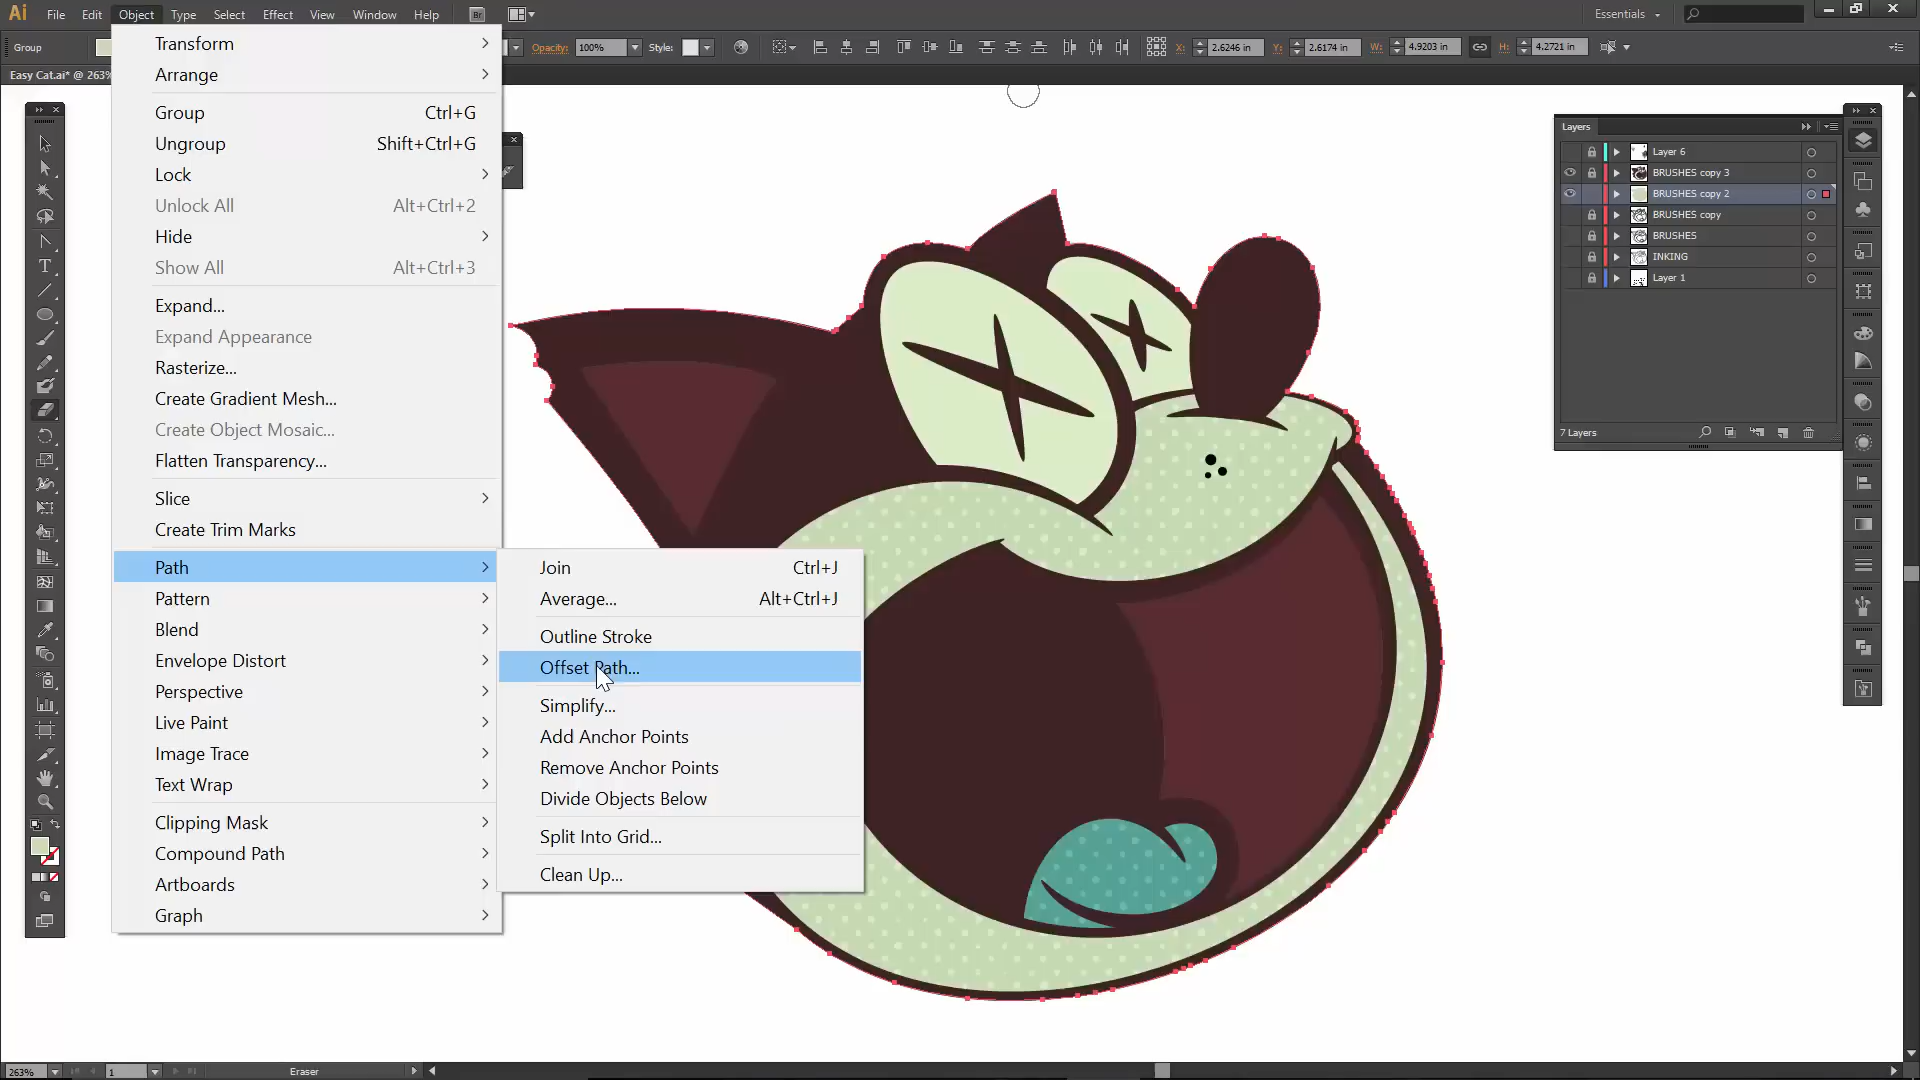 Ai File Edit Object Type Select Effect View Window Help Br Essentials
Group Opacity: 100% Style: X: 2.6246 in Y: 2.6174 in W: 4.9203 in H: 4.2721 in
Easy Cat.ai* @ 263%
Transform
Arrange
Group Ctrl+G
Ungroup Shift+Ctrl+G
Lock
Unlock All Alt+Ctrl+2
Hide
Show All Alt+Ctrl+3
Expand...
Expand Appearance
Rasterize...
Create Gradient Mesh...
Create Object Mosaic...
Flatten Transparency...
Slice
Create Trim Marks
Path
Pattern
Blend
Envelope Distort
Perspective
Live Paint
Image Trace
Text Wrap
Clipping Mask
Compound Path
Artboards
Graph
Join Ctrl+J
Average... Alt+Ctrl+J
Outline Stroke
Offset Path...
Simplify...
Add Anchor Points
Remove Anchor Points
Divide Objects Below
Split Into Grid...
Clean Up...
Layers
Layer 6
BRUSHES copy 3
BRUSHES copy 2
BRUSHES copy
BRUSHES
INKING
Layer 1
7 Layers
263% 1 Eraser